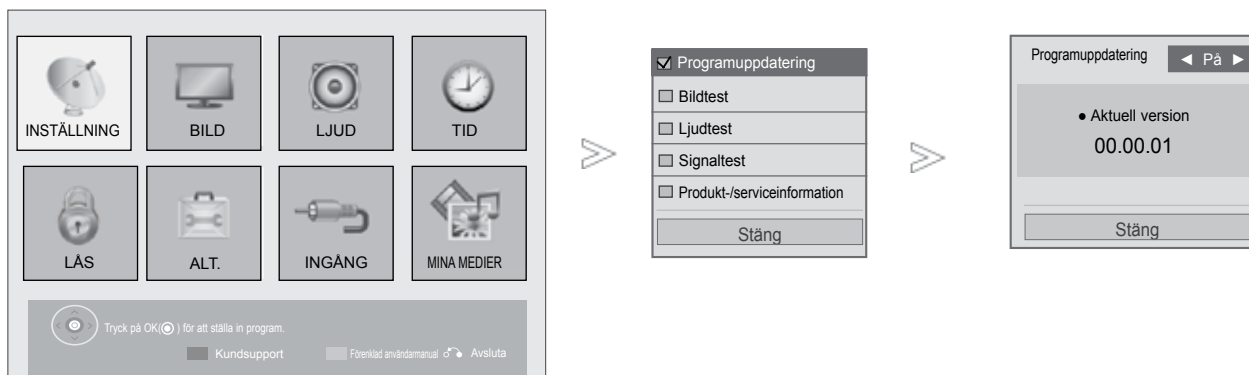 INSTÄLLNING
BILD
LJUD
TID
LÅS
ALT.
INGÅNG
MINA MEDIER
Tryck på OK( ) för att ställa in program.
Kundsupport Förenklad användarmanual Avsluta
Programuppdatering
Bildtest
Ljudtest
Signaltest
Produkt-/serviceinformation
Stäng
Programuppdatering ◄ På ►
● Aktuell version
00.00.01
Stäng